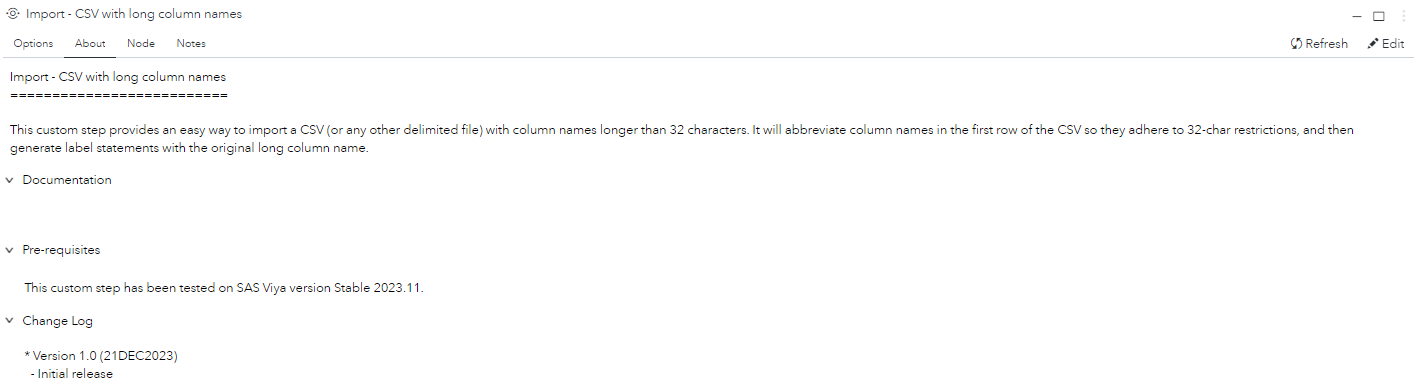 Import - CSV with long column names
Options About Node Notes Refresh Edit
Import - CSV with long column names
==========================
This custom step provides an easy way to import a CSV (or any other delimited file) with column names longer than 32 characters. It will abbreviate column names in the first row of the CSV so they adhere to 32-char restrictions, and then
generate label statements with the original long column name.
Documentation
Pre-requisites
This custom step has been tested on SAS Viya version Stable 2023.11.
Change Log
* Version 1.0 (21DEC2023)
- Initial release